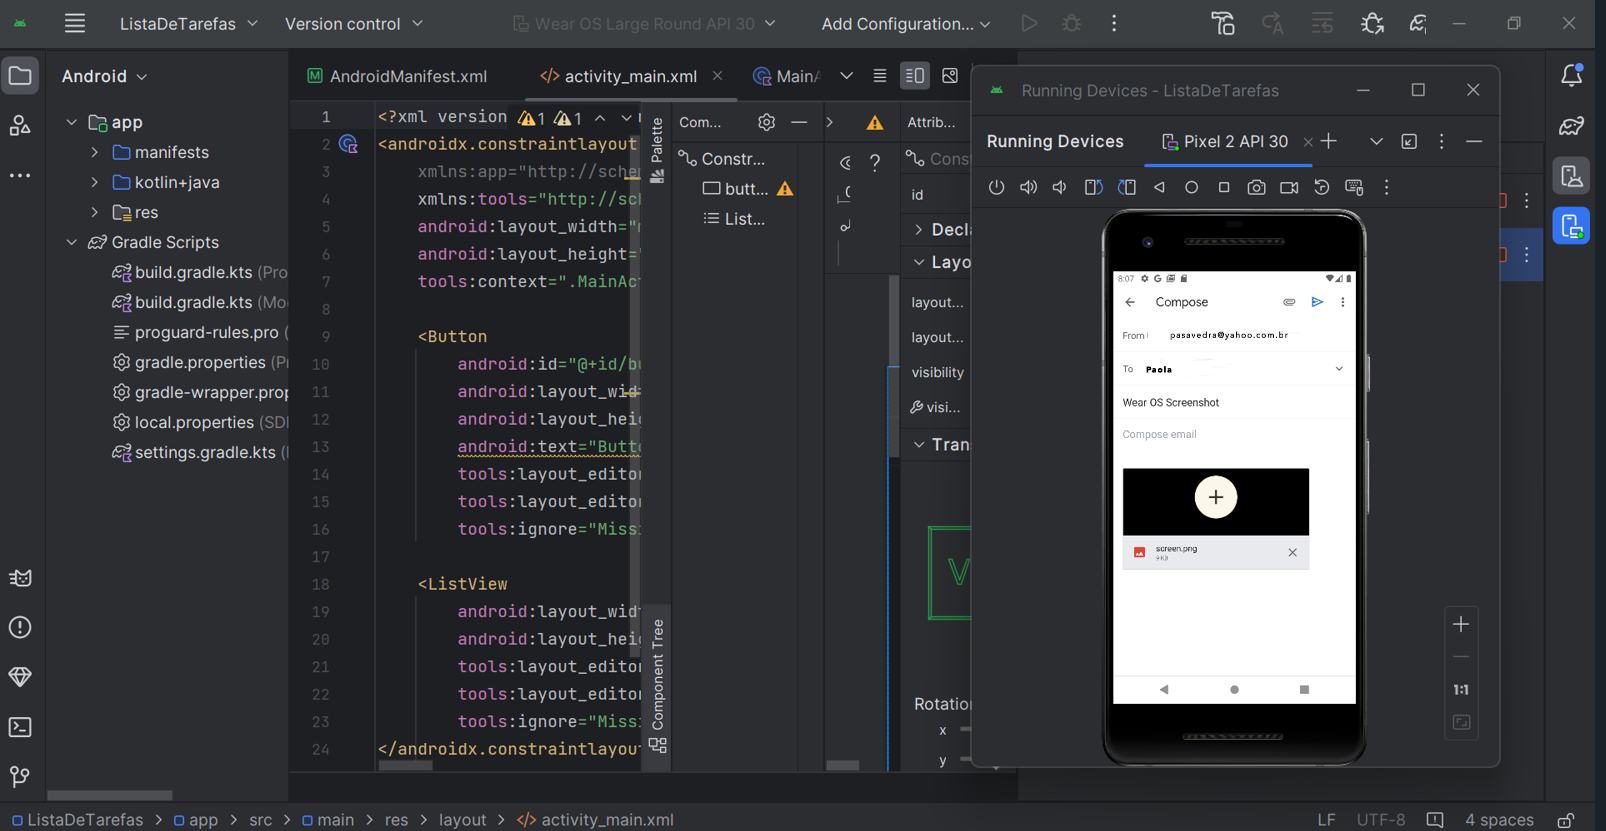 ListaDeTarefas
Version control
Wear OS Large Round API 30
Add Configuration...
Android
app
manifests
kotlin+java
res
Gradle Scripts
build.gradle.kts (Pro
build.gradle.kts (Mo
proguard-rules.pro (
gradle.properties (P
gradle-wrapper.prop
local.properties (SD
settings.gradle.kts (
AndroidManifest.xml
activity_main.xml
Main
1 <?xml version
1
1
2 <androidx.constraintlayout
3 xmlns:app="http://sche
4 xmlns:tools="http://sc
5 android:layout_width="
6 android:layout_height=
7 tools:context=".MainAc
8
9 <Button
10 android:id="@+id/bu
11 android:layout_wid
12 android:layout_hei
13 android:text="Butto
14 tools:layout_editor
15 tools:layout_editor
16 tools:ignore="Miss
17
18 <ListView
19 android:layout_wid
20 android:layout_hei
21 tools:layout_editor
22 tools:layout_editor
23 tools:ignore="Miss
24 </androidx.constraintlayout
Palette
Component Tree
Com...
Constr...
butt...
List...
?
Attrib...
Cons
id
Decla
Layo
layout...
layout...
visibility
visi...
Tran
Rotatio
x
y
Running Devices - ListaDeTarefas
Running Devices
Pixel 2 API 30
8:07
Compose
From
pasavedra@yahoo.com.br
To
Paola
Wear OS Screenshot
Compose email
screen.png
1:1
ListaDeTarefas > app > src > main > res > layout > activity_main.xml
LF
UTF-8
4 spaces